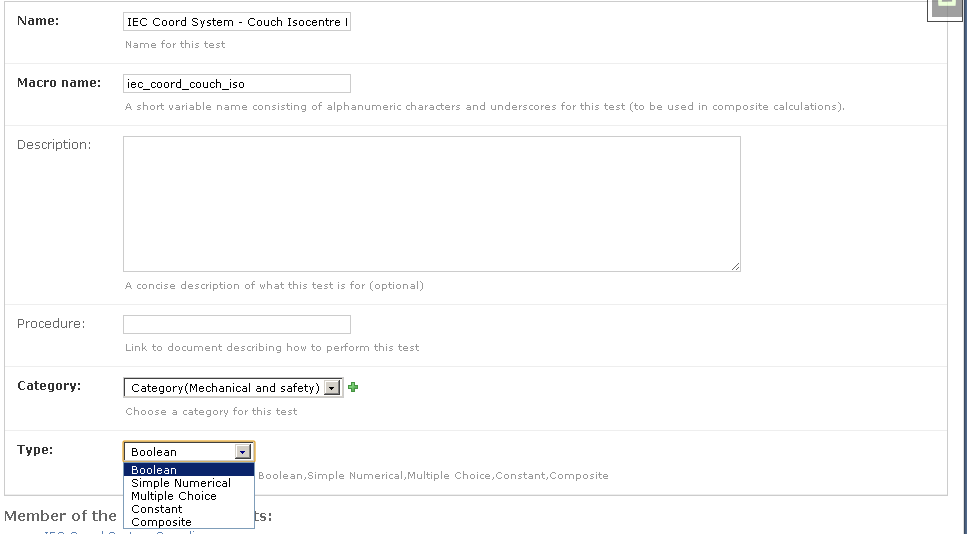 Name:
IEC Coord System - Couch Isocentre
Name for this test
Macro name:
iec_coord_couch_iso
A short variable name consisting of alphanumeric characters and underscores for this test (to be used in composite calculations).
Description:
A concise description of what this test is for (optional)
Procedure:
Link to document describing how to perform this test
Category:
Category(Mechanical and safety)
Choose a category for this test
Type:
Boolean
Boolean
Boolean,Simple Numerical,Multiple Choice,Constant,Composite
Simple Numerical
Multiple Choice
Constant
Composite
Member of the ts: